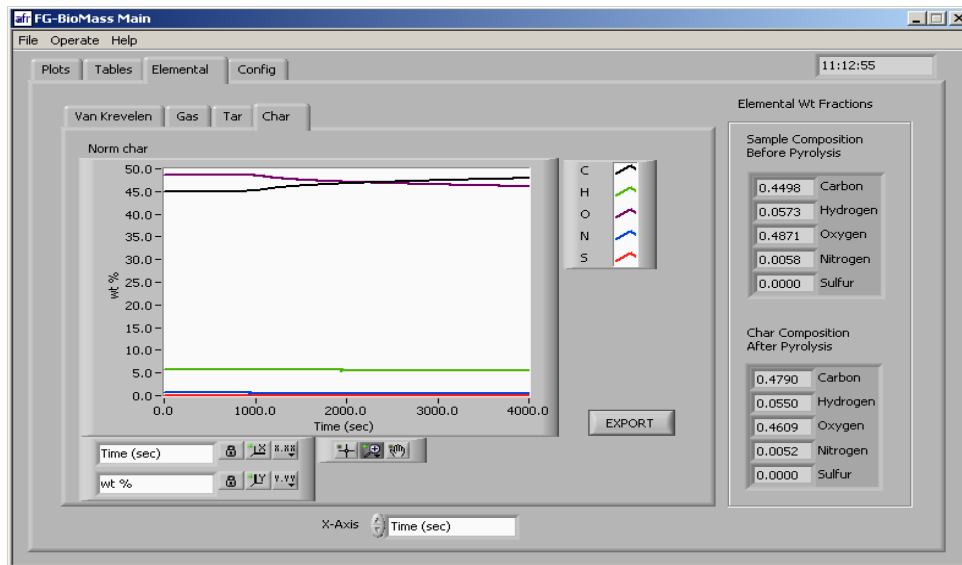 afr FG-BioMass Main
File Operate Help
Plots Tables Elemental Config
11:12:55
Van Krevelen Gas Tar Char
Norm char
50.0
45.0
40.0
35.0
30.0
25.0
20.0
15.0
10.0
5.0
0.0
wt %
0.0 1000.0 2000.0 3000.0 4000.0
Time (sec)
C
H
O
N
S
EXPORT
Time (sec)
X
X.XX
wt %
Y
Y.YY
X-Axis Time (sec)
Elemental Wt Fractions
Sample Composition
Before Pyrolysis
0.4498 Carbon
0.0573 Hydrogen
0.4871 Oxygen
0.0058 Nitrogen
0.0000 Sulfur
Char Composition
After Pyrolysis
0.4790 Carbon
0.0550 Hydrogen
0.4609 Oxygen
0.0052 Nitrogen
0.0000 Sulfur